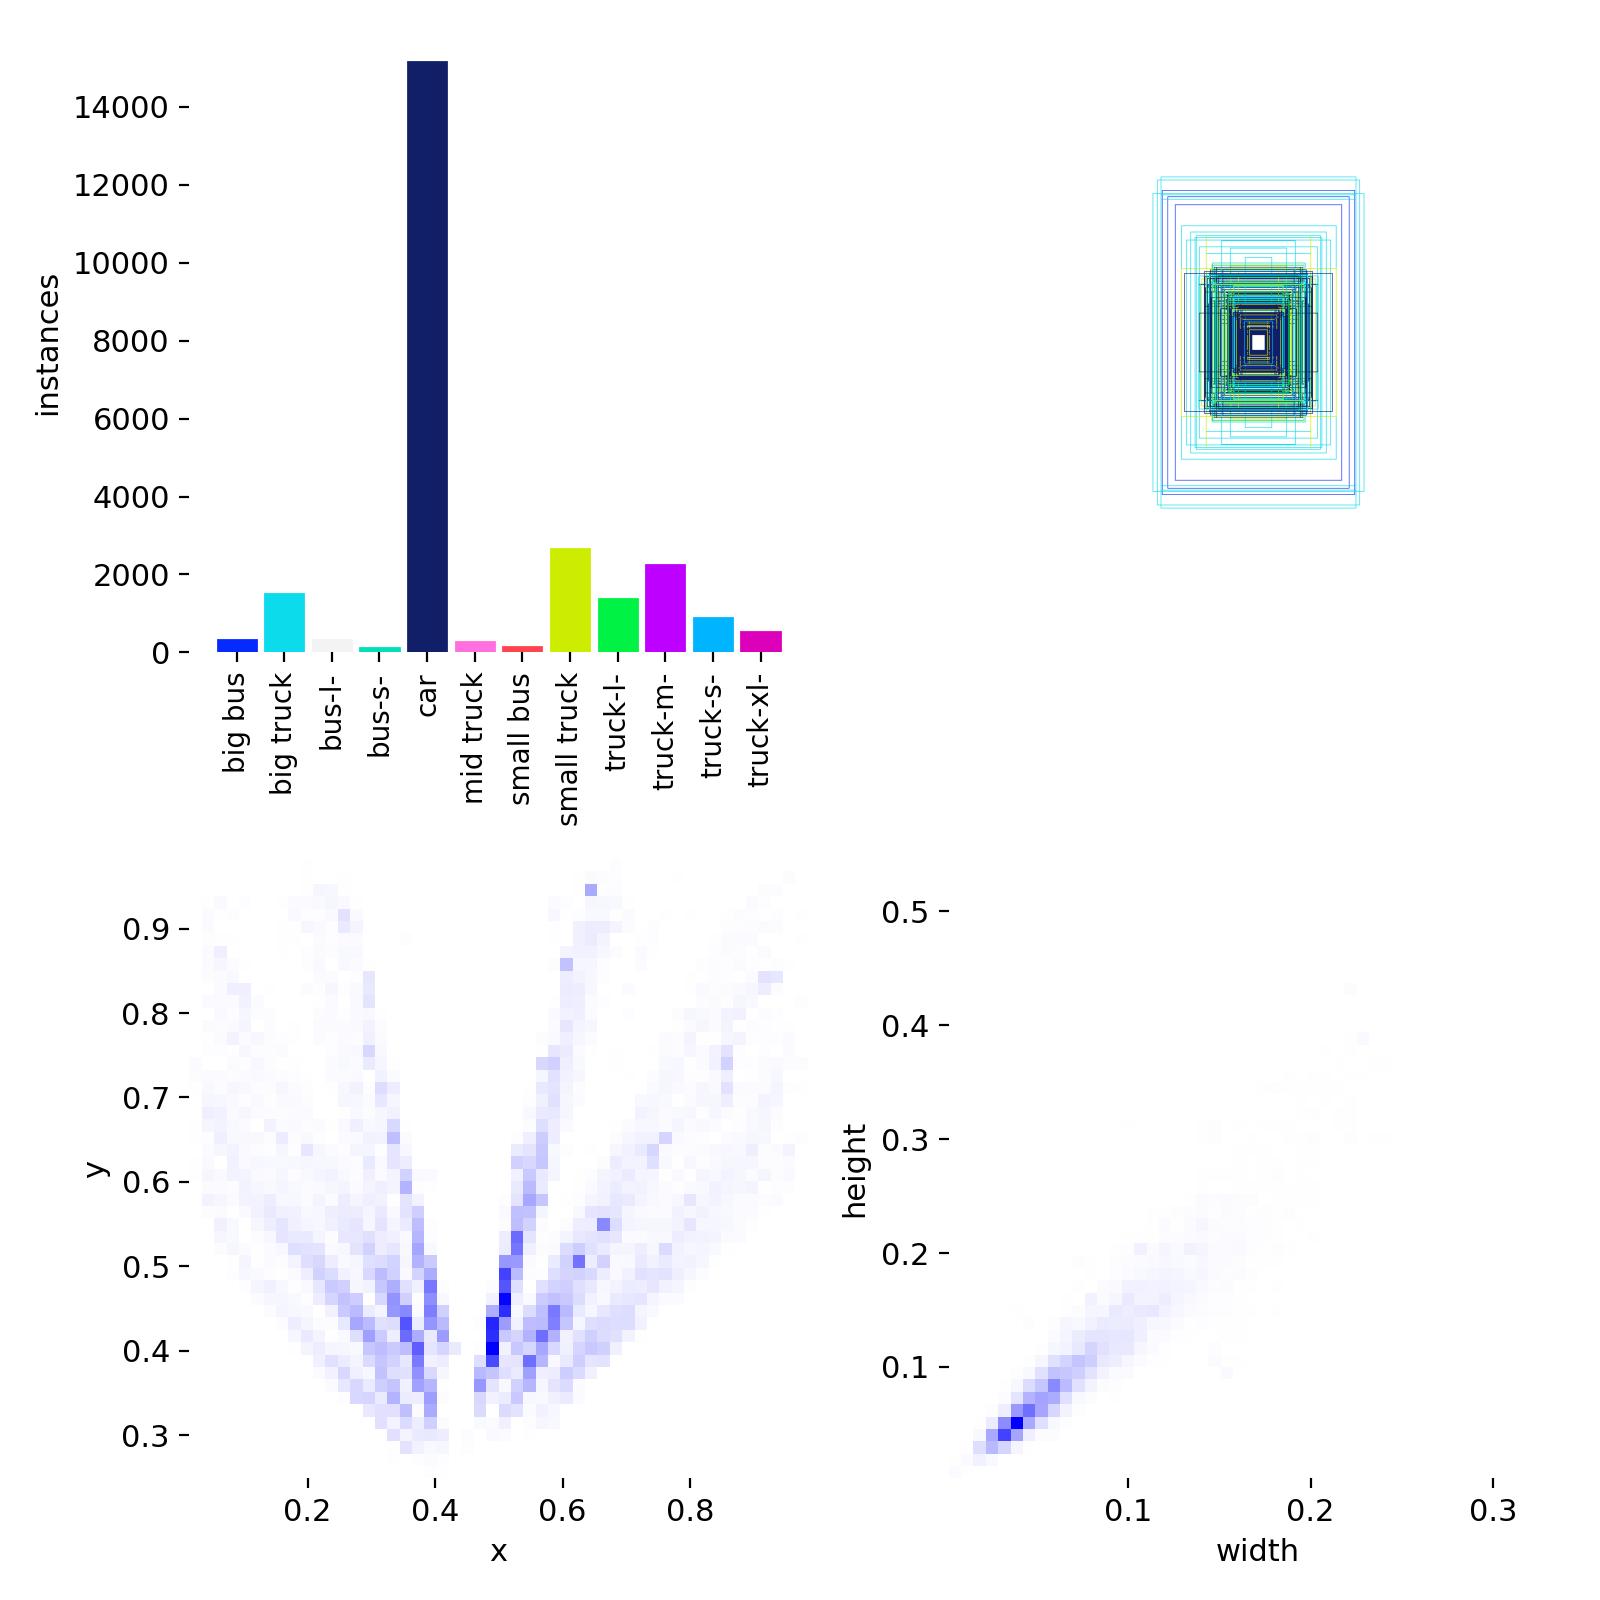 14000
12000
10000
8000
6000
4000
2000
0
instances
big bus
big truck
bus-l-
bus-s-
car
mid truck
small bus
small truck
truck-l-
truck-m-
truck-s-
truck-xl-
0.9
0.8
0.7
0.6
0.5
0.4
0.3
y
0.2 0.4 0.6 0.8
x
0.5
0.4
0.3
0.2
0.1
height
0.1 0.2 0.3
width